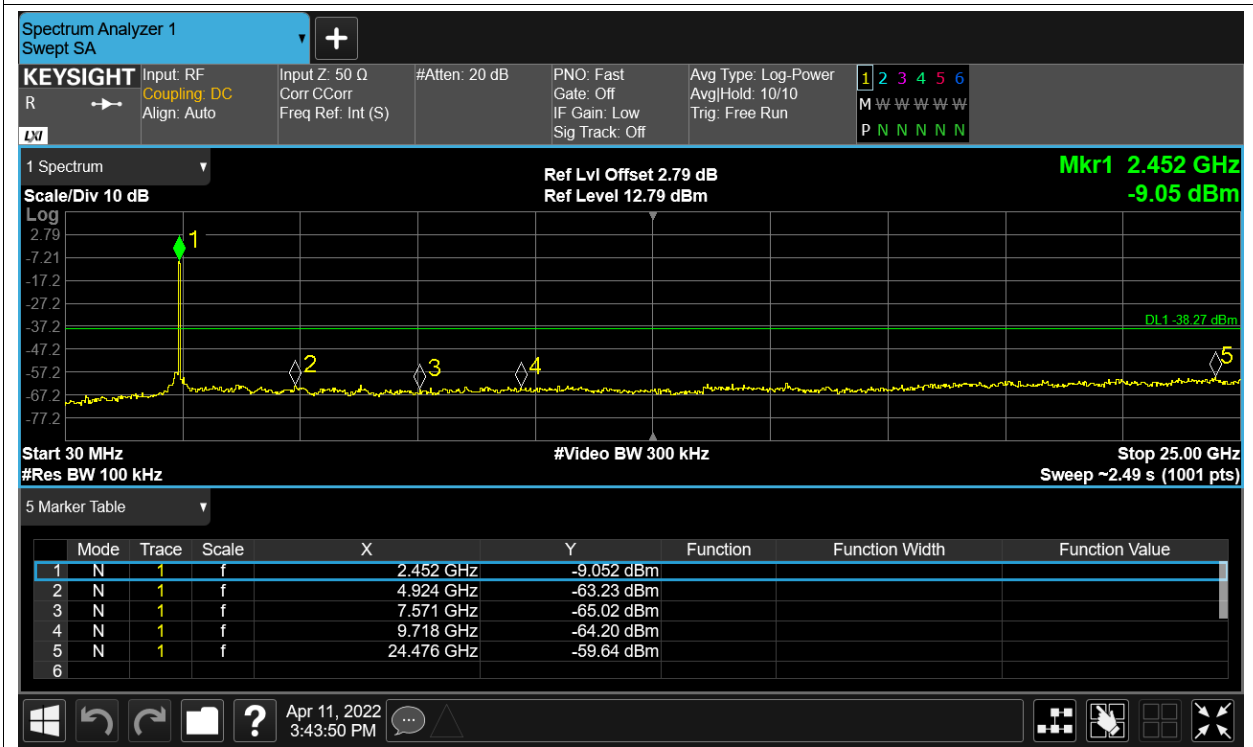 Spectrum Analyzer 1
Swept SA
KEYSIGHT
R
LXI
Input: RF
Coupling: DC
Align: Auto
Input Z: 50 Ω
Corr CCorr
Freq Ref: Int (S)
#Atten: 20 dB
PNO: Fast
Gate: Off
IF Gain: Low
Sig Track: Off
Avg Type: Log-Power
Avg|Hold: 10/10
Trig: Free Run
1 2 3 4 5 6
M W W W W W
P N N N N N
1 Spectrum
Scale/Div 10 dB
Ref Lvl Offset 2.79 dB
Ref Level 12.79 dBm
Mkr1 2.452 GHz
-9.05 dBm
Log
2.79
-7.21
-17.2
-27.2
-37.2
-47.2
-57.2
-67.2
-77.2
1
2
3
4
5
DL1 -38.27 dBm
Start 30 MHz
#Res BW 100 kHz
#Video BW 300 kHz
Stop 25.00 GHz
Sweep ~2.49 s (1001 pts)
5 Marker Table
Mode Trace Scale X Y Function Function Width Function Value
1 N 1 f 2.452 GHz -9.052 dBm
2 N 1 f 4.924 GHz -63.23 dBm
3 N 1 f 7.571 GHz -65.02 dBm
4 N 1 f 9.718 GHz -64.20 dBm
5 N 1 f 24.476 GHz -59.64 dBm
6
?
Apr 11, 2022
3:43:50 PM